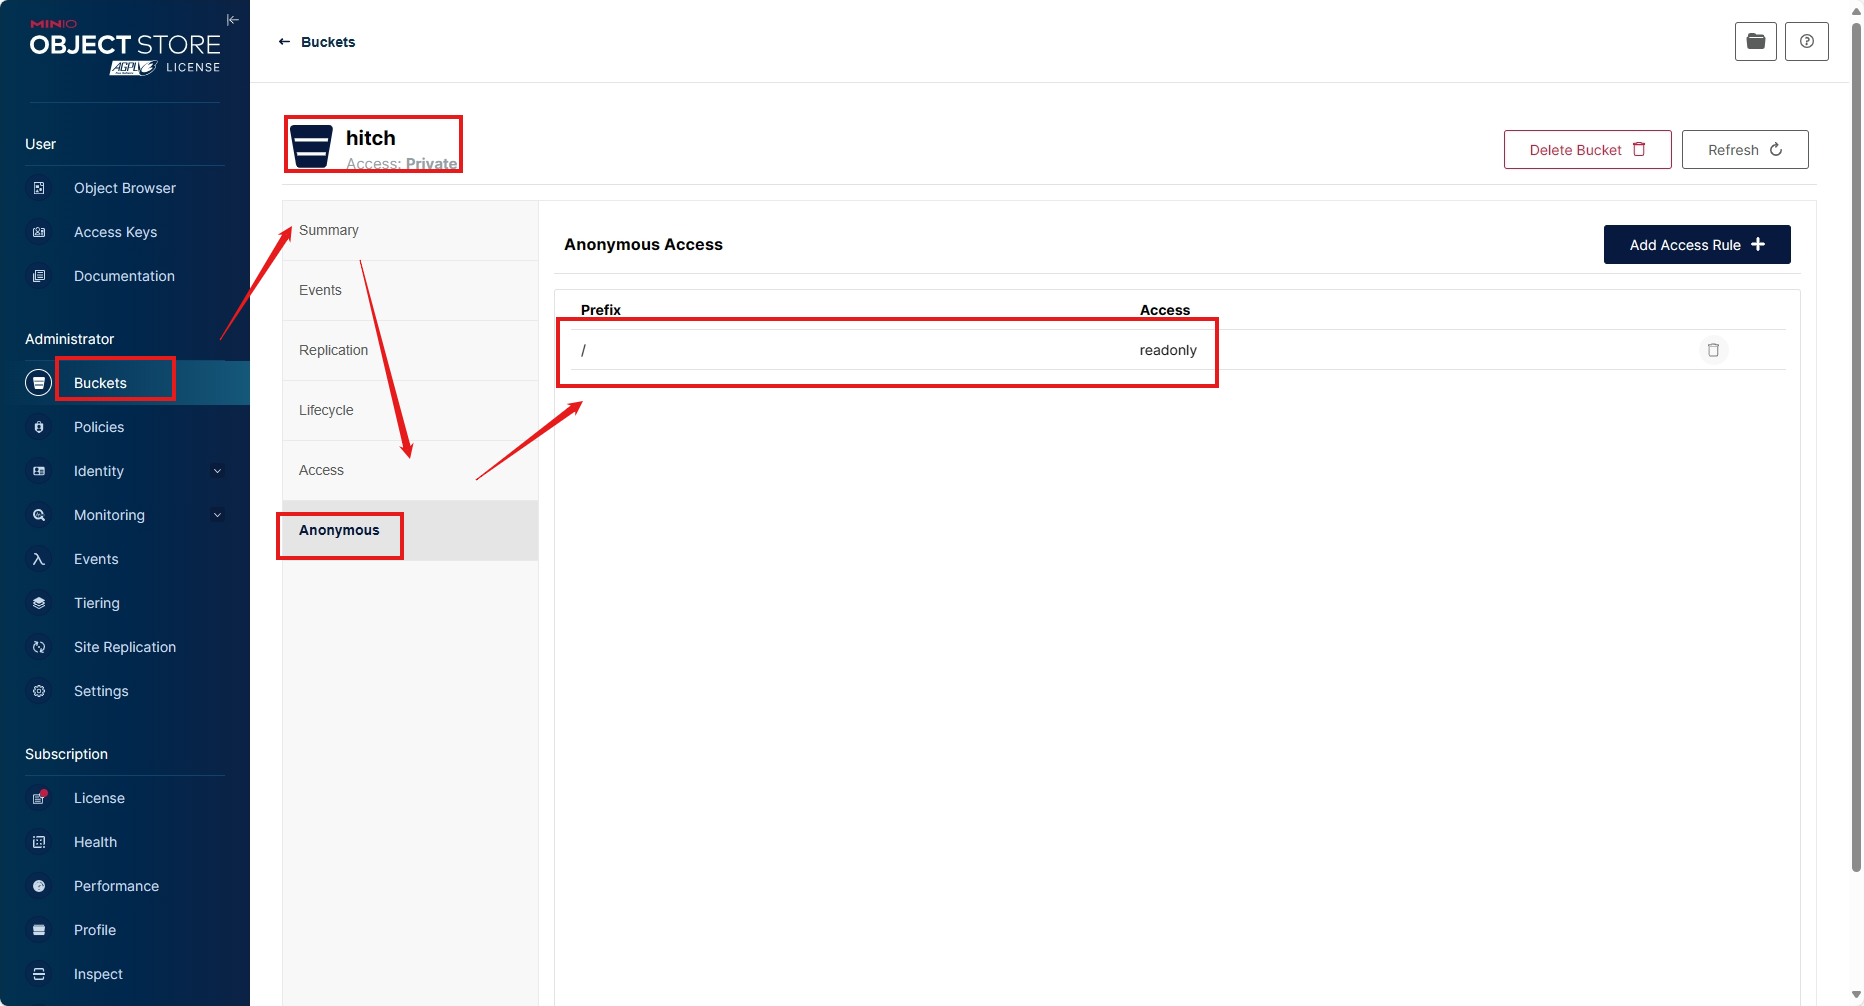 MINIO
OBJECT STORE
AGPL LICENSE
User
Object Browser
Access Keys
Documentation
Administrator
Buckets
Policies
Identity
Monitoring
Events
Tiering
Site Replication
Settings
Subscription
License
Health
Performance
Profile
Inspect
← Buckets
hitch
Access: Private
Delete Bucket
Refresh
Summary
Events
Replication
Lifecycle
Access
Anonymous
Anonymous Access
Add Access Rule +
Prefix Access
/ readonly